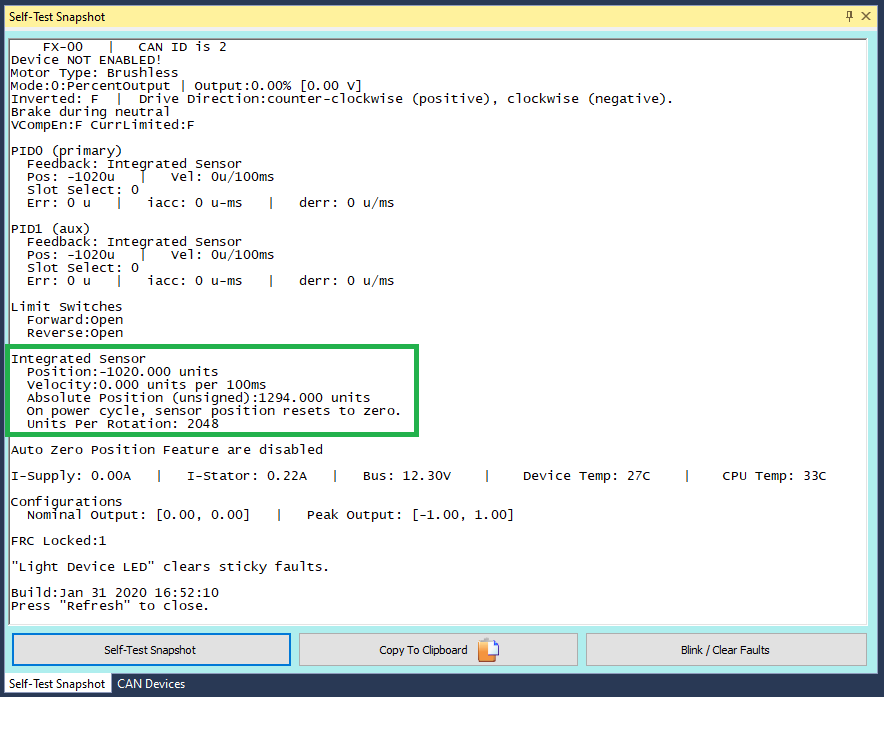 Self-Test Snapshot
FX-00 | CAN ID is 2
Device NOT ENABLED!
Motor Type: Brushless
Mode:0:PercentOutput | Output:0.00% [0.00 V]
Inverted: F | Drive Direction:counter-clockwise (positive), clockwise (negative).
Brake during neutral
VCompEn:F CurrLimited:F
PID0 (primary)
Feedback: Integrated Sensor
Pos: -1020u | Vel: 0u/100ms
Slot Select: 0
Err: 0 u | iacc: 0 u-ms | derr: 0 u/ms
PID1 (aux)
Feedback: Integrated Sensor
Pos: -1020u | Vel: 0u/100ms
Slot Select: 0
Err: 0 u | iacc: 0 u-ms | derr: 0 u/ms
Limit Switches
Forward:Open
Reverse:Open
Integrated Sensor
Position:-1020.000 units
Velocity:0.000 units per 100ms
Absolute Position (unsigned):1294.000 units
On power cycle, sensor position resets to zero.
Units Per Rotation: 2048
Auto Zero Position Feature are disabled
I-Supply: 0.00A | I-Stator: 0.22A | Bus: 12.30V | Device Temp: 27C | CPU Temp: 33C
Configurations
Nominal Output: [0.00, 0.00] | Peak Output: [-1.00, 1.00]
FRC Locked:1
"Light Device LED" clears sticky faults.
Build:Jan 31 2020 16:52:10
Press "Refresh" to close.
Self-Test Snapshot Copy To Clipboard Blink / Clear Faults
Self-Test Snapshot CAN Devices